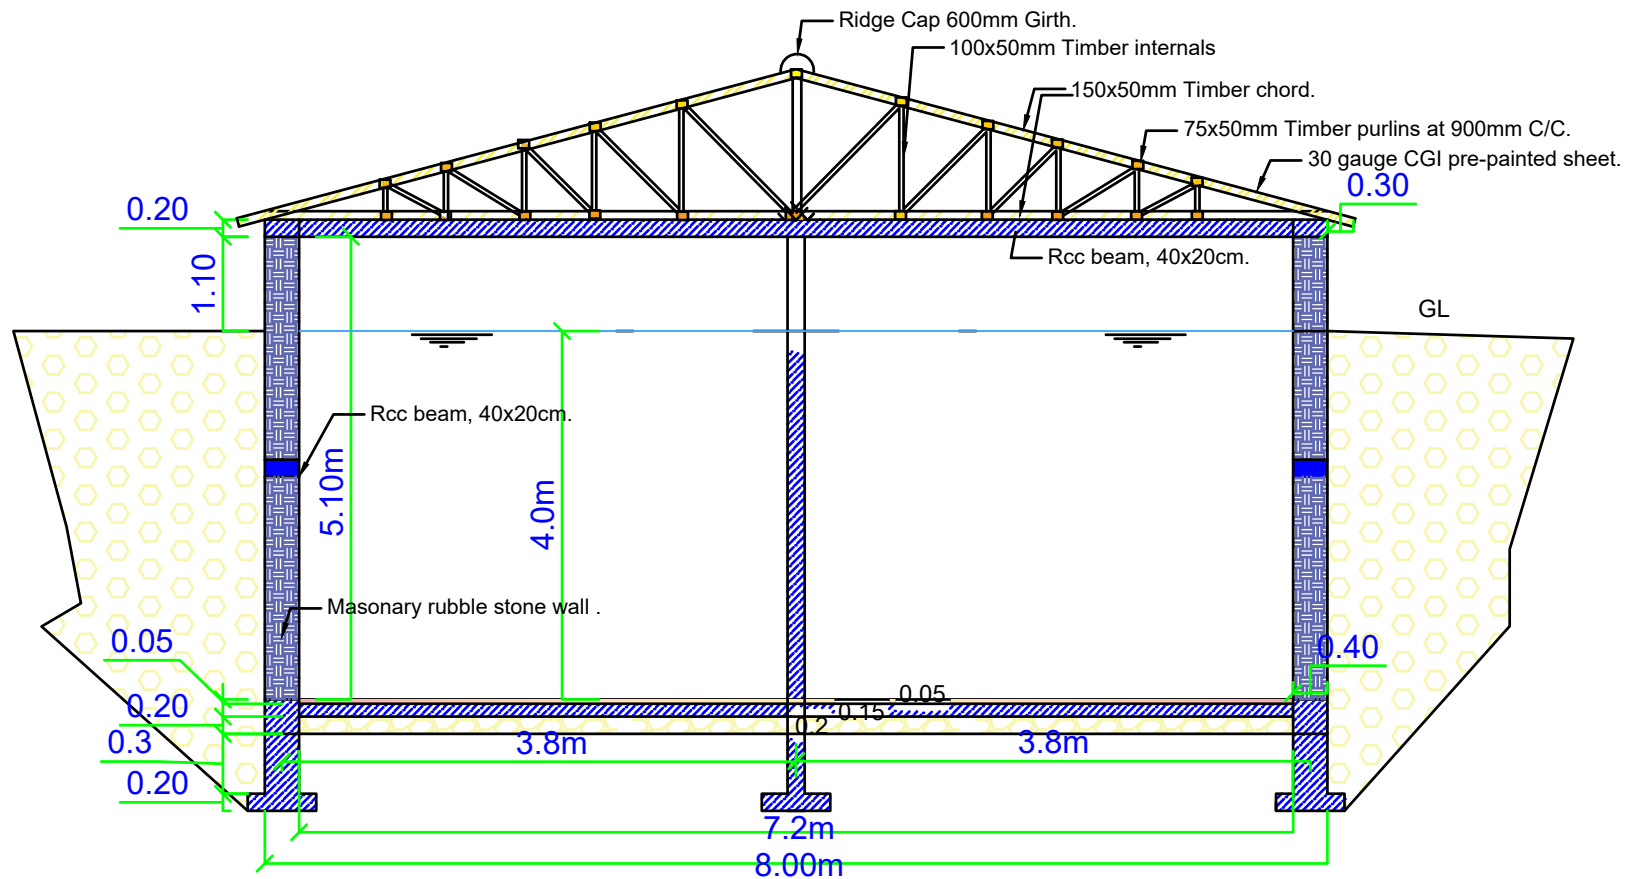 Ridge Cap 600mm Girth.
100x50mm Timber internals
150x50mm Timber chord.
75x50mm Timber purlins at 900mm C/C.
30 gauge CGI pre-painted sheet.
0.30
0.20
Rcc beam, 40x20cm.
1.10
GL
Rcc beam, 40x20cm.
5.10m
4.0m
Masonary rubble stone wall .
0.05
0.40
0.20
0.05
0.15
0.2
0.3
3.8m
3.8m
0.20
7.2m
8.00m